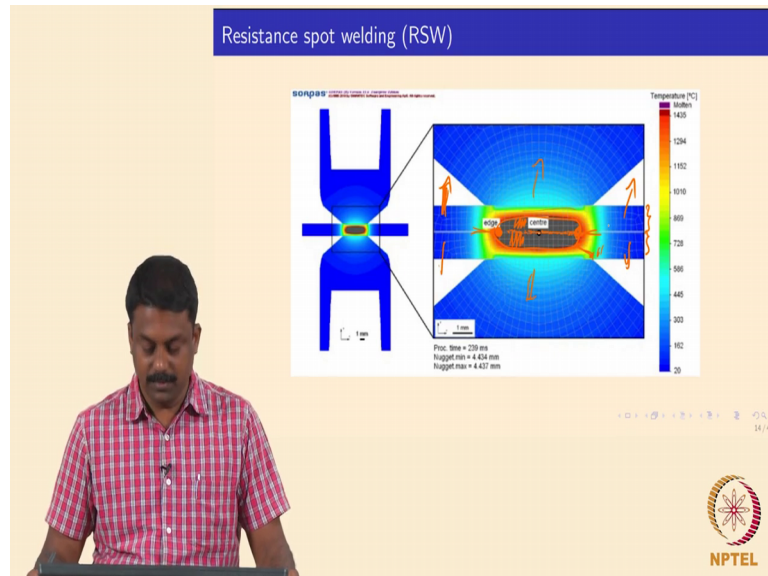 Resistance spot welding (RSW)
SORPAS
Temperature [ºC]
Molten
1435
1294
1152
1010
869
728
586
445
303
162
20
edge
centre
1 mm
1 mm
Proc. time = 239 ms
Nugget.min = 4.434 mm
Nugget.max = 4.437 mm
14 /
NPTEL